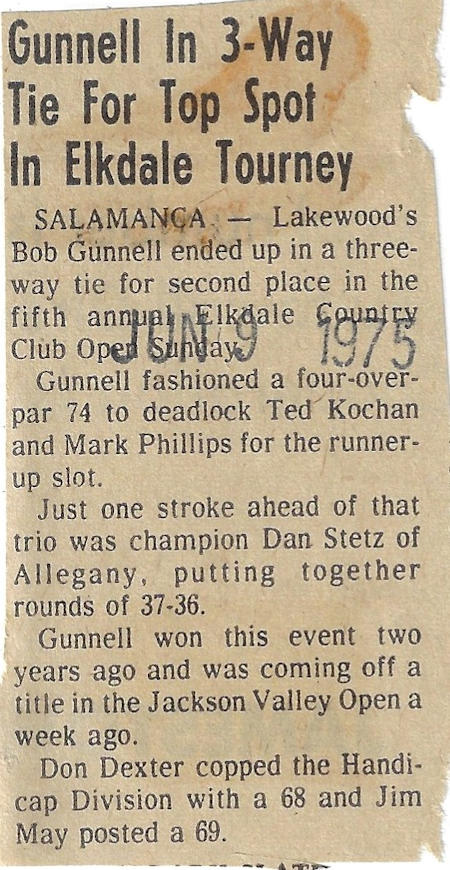 Gunnell In 3-Way
Tie For Top Spot
In Elkdale Tourney
SALAMANCA — Lakewood's
Bob Gunnell ended up in a three-
way tie for second place in the
fifth annual Elkdale Country
Club Open Sunday.
JUN 9 1975
Gunnell fashioned a four-over-
par 74 to deadlock Ted Kochan
and Mark Phillips for the runner-
up slot.
Just one stroke ahead of that
trio was champion Dan Stetz of
Allegany, putting together
rounds of 37-36.
Gunnell won this event two
years ago and was coming off a
title in the Jackson Valley Open a
week ago.
Don Dexter copped the Handi-
cap Division with a 68 and Jim
May posted a 69.